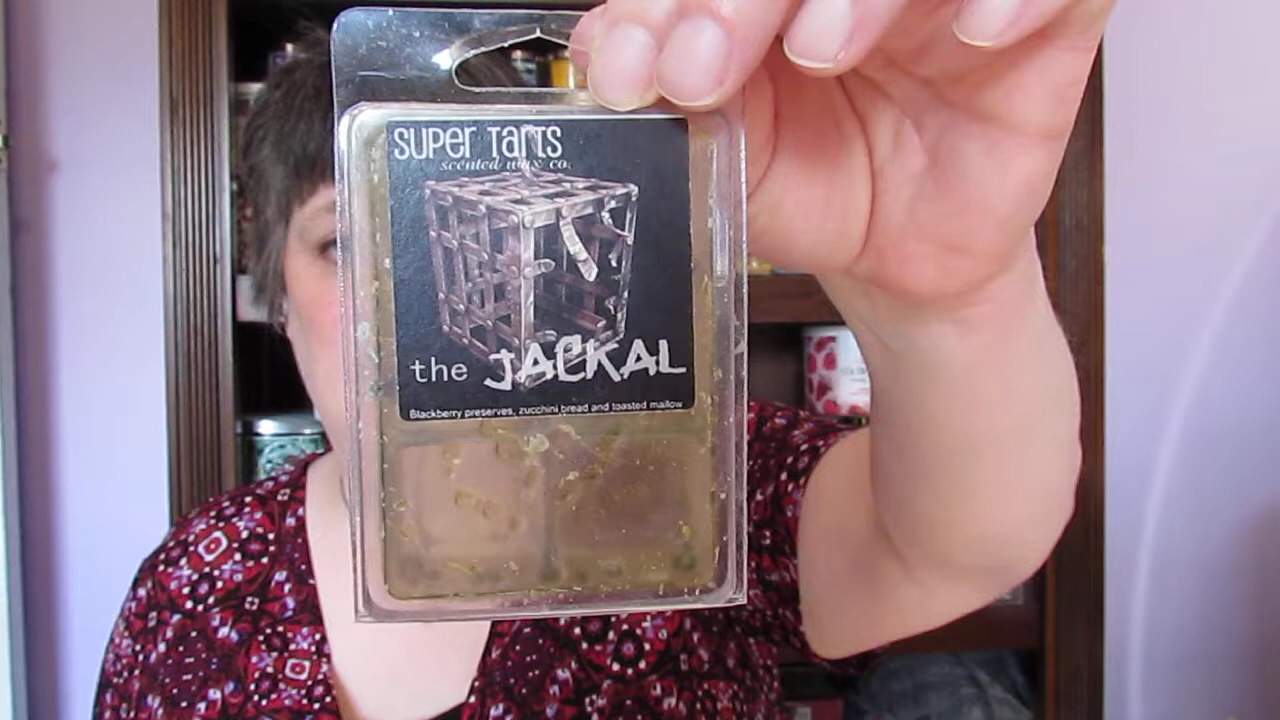 SUPER TARTS
scented wax co.
the JACKAL
Blackberry preserves, zucchini bread and toasted mallow